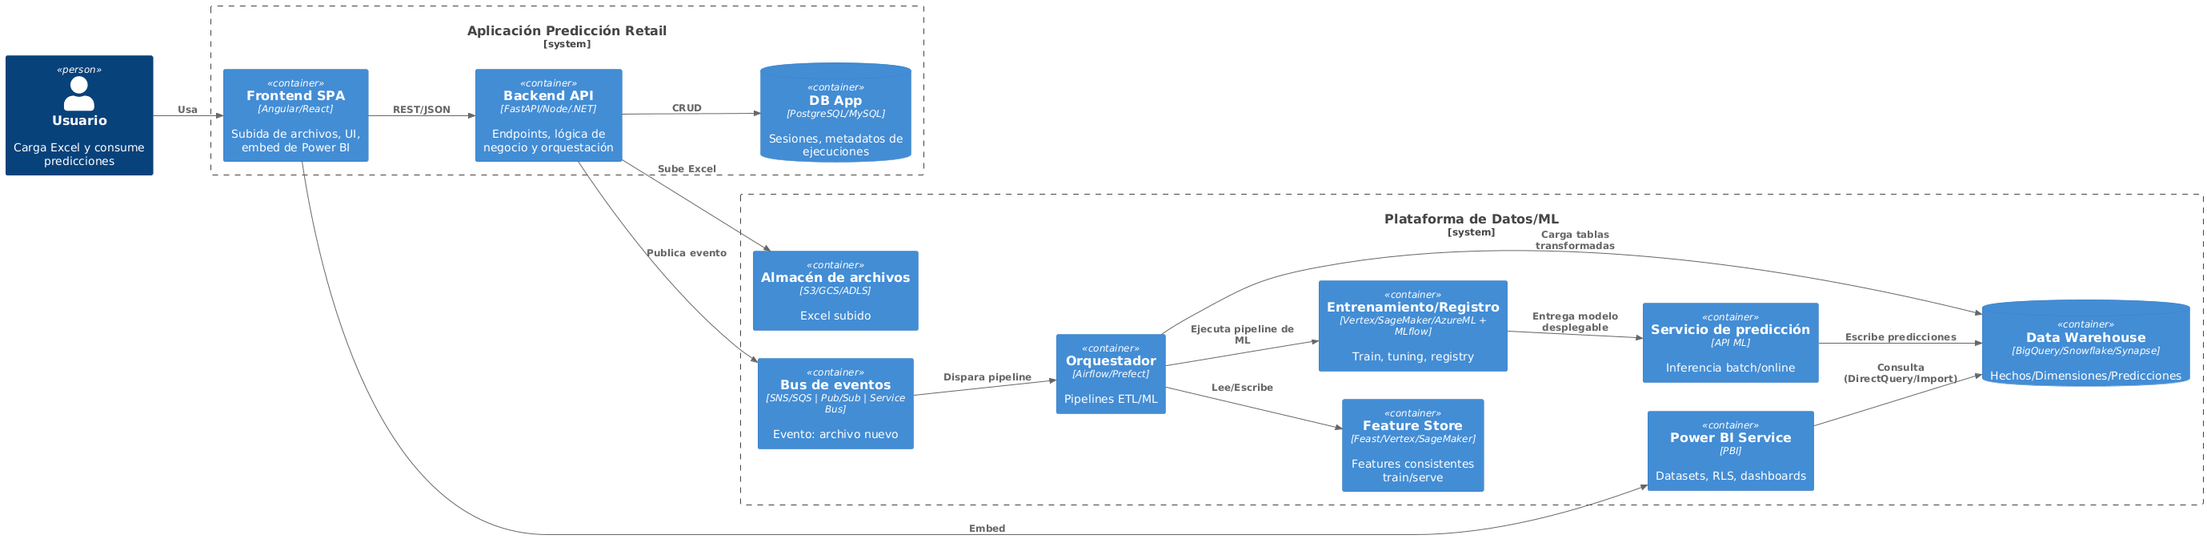 Aplicación Predicción Retail
[system]
«person»
Usuario
Carga Excel y consume
predicciones
Usa
«container»
Frontend SPA
[Angular/React]
Subida de archivos, UI,
embed de Power BI
REST/JSON
«container»
Backend API
[FastAPI/Node/.NET]
Endpoints, lógica de
negocio y orquestación
CRUD
«container»
DB App
[PostgreSQL/MySQL]
Sesiones, metadatos de
ejecuciones
Sube Excel
Publica evento
Plataforma de Datos/ML
[system]
Carga tablas
transformadas
«container»
Almacén de archivos
[S3/GCS/ADLS]
Excel subido
«container»
Bus de eventos
[SNS/SQS | Pub/Sub | Service
Bus]
Evento: archivo nuevo
Dispara pipeline
«container»
Orquestador
[Airflow/Prefect]
Pipelines ETL/ML
Ejecuta pipeline de
ML
Lee/Escribe
«container»
Entrenamiento/Registro
[Vertex/SageMaker/AzureML +
MLflow]
Train, tuning, registry
«container»
Feature Store
[Feast/Vertex/SageMaker]
Features consistentes
train/serve
Entrega modelo
desplegable
«container»
Servicio de predicción
[API ML]
Inferencia batch/online
Escribe predicciones
Consulta
(DirectQuery/Import)
«container»
Power BI Service
[PBI]
Datasets, RLS, dashboards
«container»
Data Warehouse
[BigQuery/Snowflake/Synapse]
Hechos/Dimensiones/Predicciones
Embed